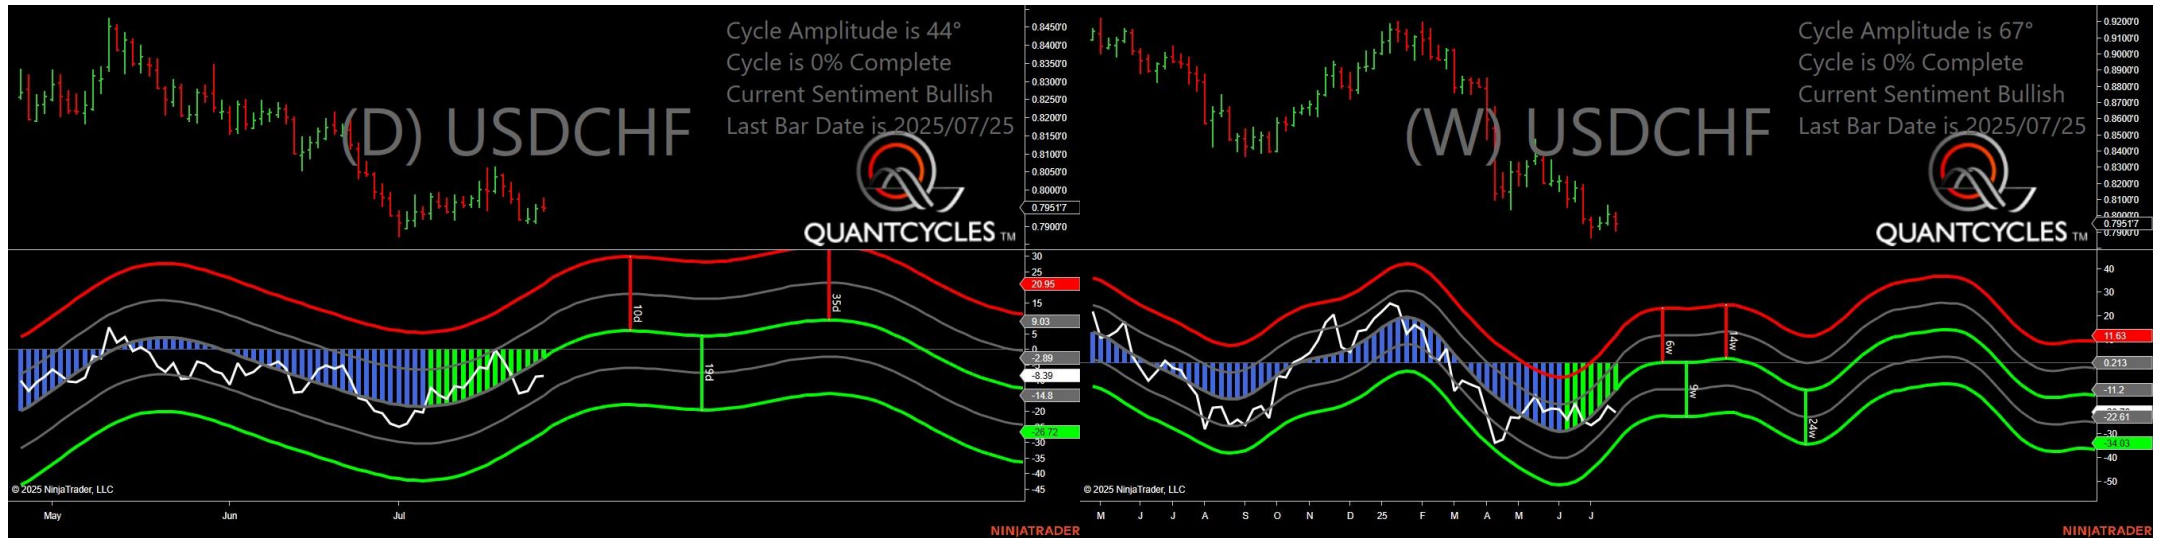 Cycle Amplitude is 44°
Cycle is 0% Complete
Current Sentiment Bullish
Last Bar Date is 2025/07/25
(D) USDCHF
QUANTCYCLES TM
0.8450'0
0.8400'0
0.8350'0
0.8300'0
0.8250'0
0.8200'0
0.8150'0
0.8100'0
0.8050'0
0.8000'0
0.7951'7
0.7900'0
30
25
20.95
15
9.03
5
0
-2.89
-8.39
-14.8
-20
-26.72
-30
-35
-40
-45
10d
19d
35d
© 2025 NinjaTrader, LLC
May Jun Jul
NINJATRADER
Cycle Amplitude is 67°
Cycle is 0% Complete
Current Sentiment Bullish
Last Bar Date is 2025/07/25
(W) USDCHF
QUANTCYCLES TM
0.9200'0
0.9100'0
0.9000'0
0.8900'0
0.8800'0
0.8700'0
0.8600'0
0.8500'0
0.8400'0
0.8300'0
0.8200'0
0.8100'0
0.8000'0
0.7951'7
0.7900'0
40
30
20
11.63
0.213
-11.2
-22.61
-30
-34.03
-40
-50
6w
9w
14w
24w
© 2025 NinjaTrader, LLC
M J J A S O N D 25 F M A M J J
NINJATRADER